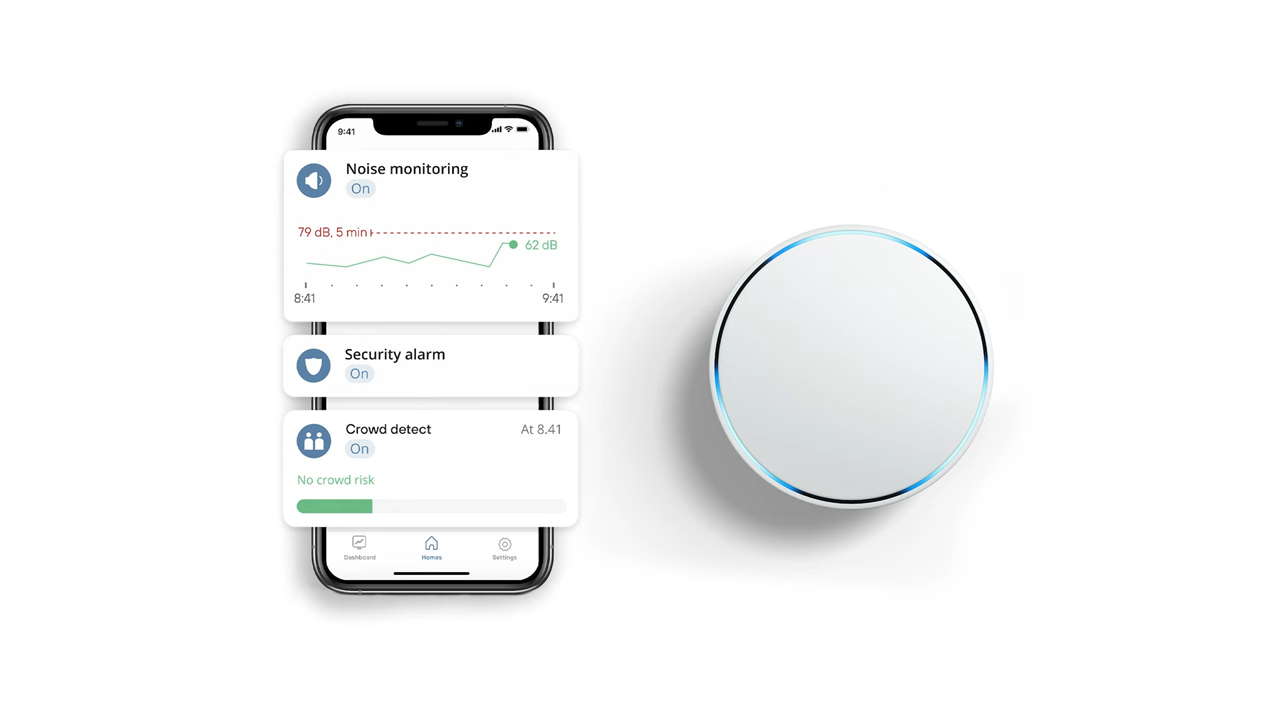 9:41
Noise monitoring
On
79 dB, 5 min
62 dB
8:41 9:41
Security alarm
On
Crowd detect At 8.41
On
No crowd risk
Dashboard Homes Settings